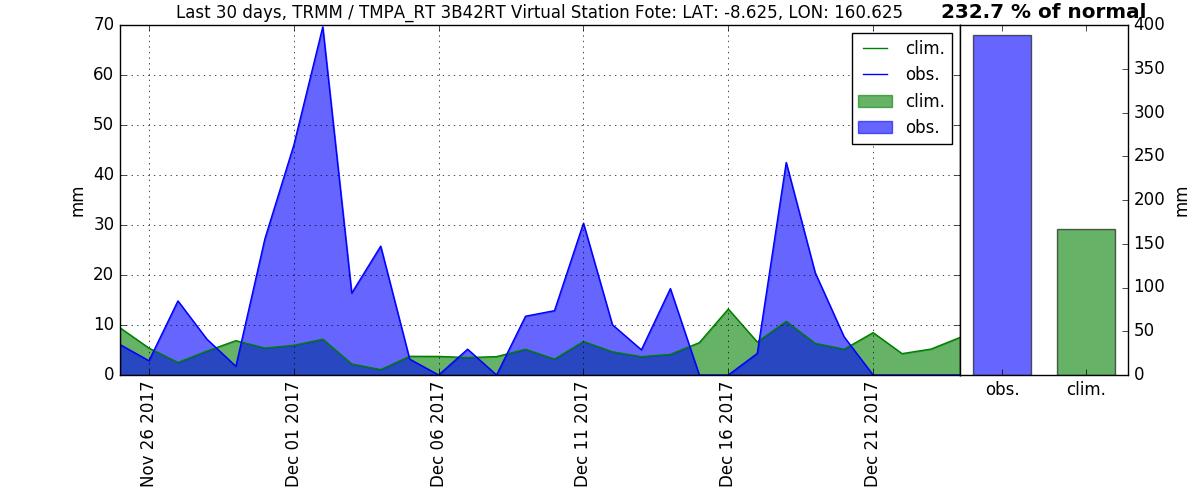 Last 30 days, TRMM / TMPA_RT 3B42RT Virtual Station Fote: LAT: -8.625, LON: 160.625
232.7 % of normal
70
60
50
40
30
20
10
0
mm
clim.
obs.
clim.
obs.
Nov 26 2017
Dec 01 2017
Dec 06 2017
Dec 11 2017
Dec 16 2017
Dec 21 2017
400
350
300
250
200
150
100
50
0
mm
obs.
clim.